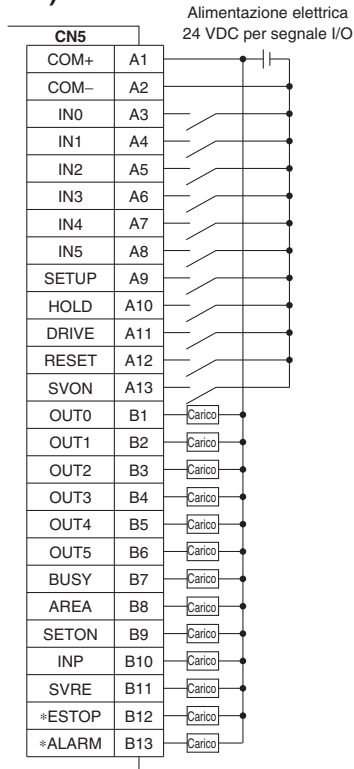 Alimentazione elettrica
24 VDC per segnale I/O
CN5
COM+ A1
COM− A2
IN0 A3
IN1 A4
IN2 A5
IN3 A6
IN4 A7
IN5 A8
SETUP A9
HOLD A10
DRIVE A11
RESET A12
SVON A13
OUT0 B1 Carico
OUT1 B2 Carico
OUT2 B3 Carico
OUT3 B4 Carico
OUT4 B5 Carico
OUT5 B6 Carico
BUSY B7 Carico
AREA B8 Carico
SETON B9 Carico
INP B10 Carico
SVRE B11 Carico
∗ESTOP B12 Carico
∗ALARM B13 Carico